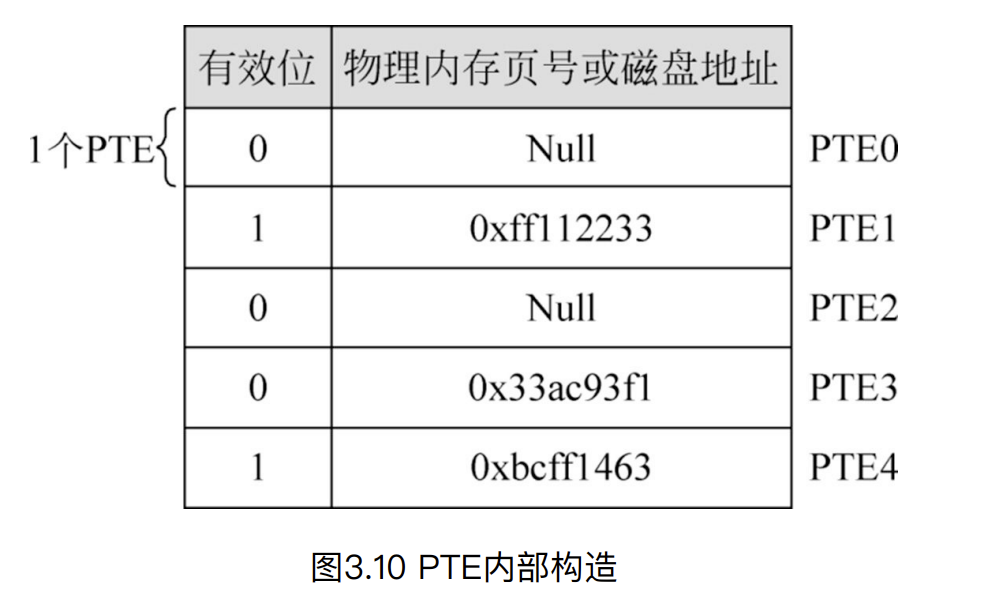 有效位 物理内存页号或磁盘地址
1个PTE 0 Null PTE0
1 0xff112233 PTE1
0 Null PTE2
0 0x33ac93f1 PTE3
1 0xbcff1463 PTE4
图3.10 PTE内部构造